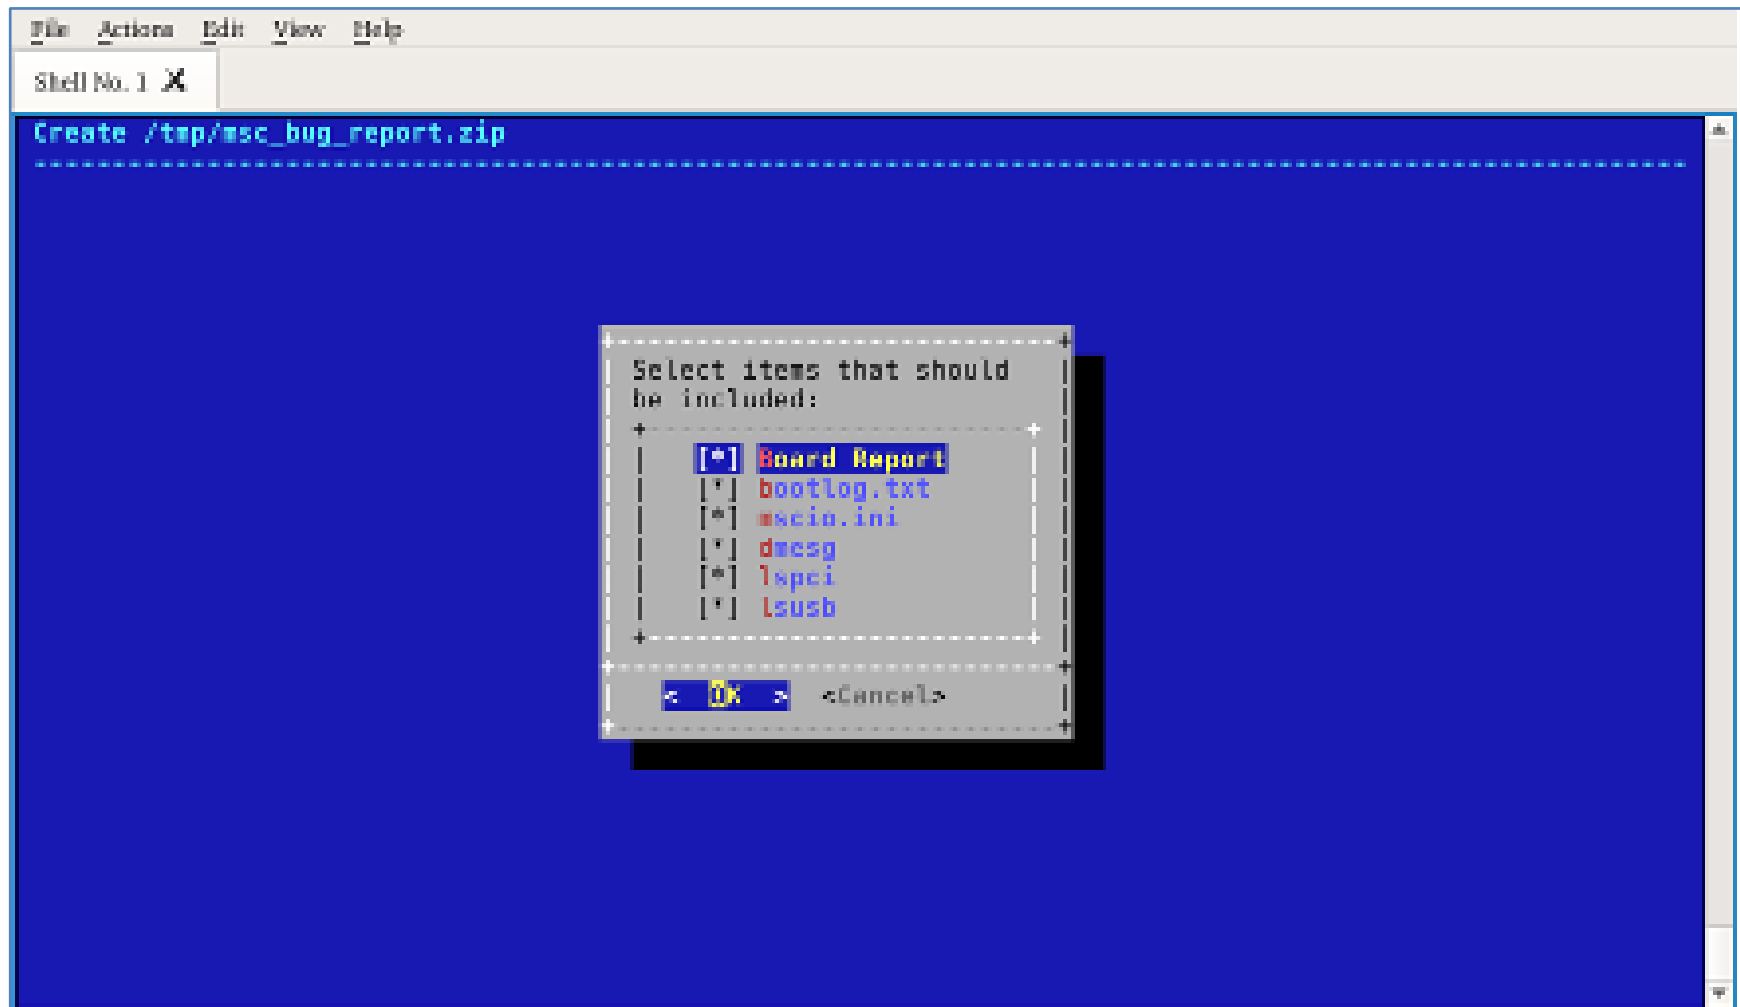 File Actions Edit View Help
Shell No. 1 X
Create /tmp/msc_bug_report.zip
Select items that should
be included:
[*] Board Report
[*] bootlog.txt
[*] mscio.ini
[*] dmesg
[*] lspci
[*] lsusb
< OK > <Cancel>